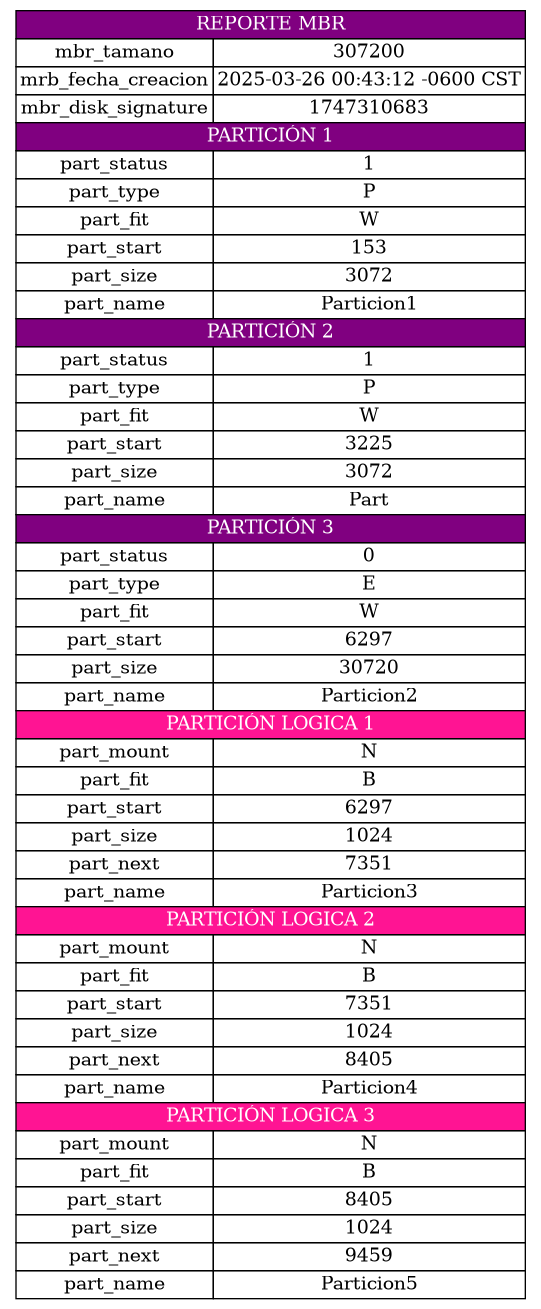 REPORTE MBR
mbr_tamano 307200
mrb_fecha_creacion 2025-03-26 00:43:12 -0600 CST
mbr_disk_signature 1747310683
PARTICIÓN 1
part_status 1
part_type P
part_fit W
part_start 153
part_size 3072
part_name Particion1
PARTICIÓN 2
part_status 1
part_type P
part_fit W
part_start 3225
part_size 3072
part_name Part
PARTICIÓN 3
part_status 0
part_type E
part_fit W
part_start 6297
part_size 30720
part_name Particion2
PARTICIÓN LOGICA 1
part_mount N
part_fit B
part_start 6297
part_size 1024
part_next 7351
part_name Particion3
PARTICIÓN LOGICA 2
part_mount N
part_fit B
part_start 7351
part_size 1024
part_next 8405
part_name Particion4
PARTICIÓN LOGICA 3
part_mount N
part_fit B
part_start 8405
part_size 1024
part_next 9459
part_name Particion5